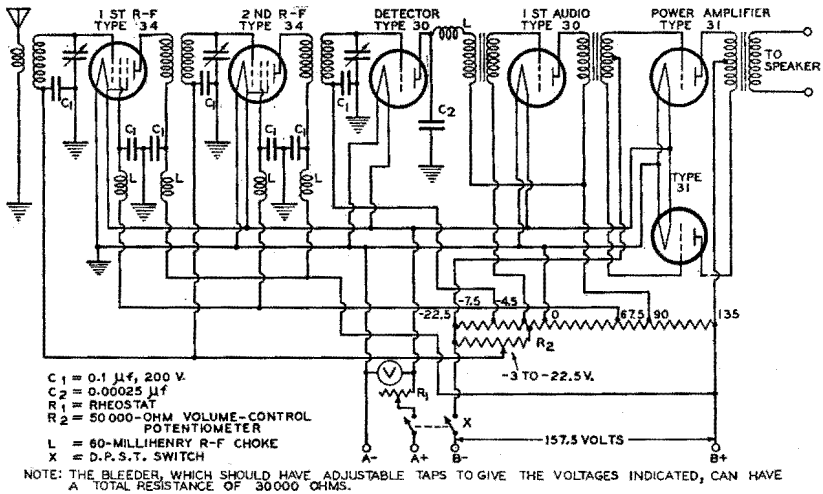 1 ST R-F TYPE 34
2 ND R-F TYPE 34
DETECTOR TYPE 30
L
1 ST AUDIO TYPE 30
POWER AMPLIFIER TYPE 31
TO SPEAKER
C1
C1
C1
C2
C1 C1
C1 C1
L
L
L
L
TYPE 31
-22.5
-7.5
-4.5
0
67.5
90
135
R2
-3 TO -22.5 V.
V
R1
X
157.5 VOLTS
A-
A+
B-
B+
C1 = 0.1 µf, 200 V.
C2 = 0.00025 µf
R1 = RHEOSTAT
R2 = 50 000-OHM VOLUME-CONTROL
POTENTIOMETER
L = 60-MILLIHENRY R-F CHOKE
X = D.P.S.T. SWITCH
NOTE: THE BLEEDER, WHICH SHOULD HAVE ADJUSTABLE TAPS TO GIVE THE VOLTAGES INDICATED, CAN HAVE
A TOTAL RESISTANCE OF 30 000 OHMS.